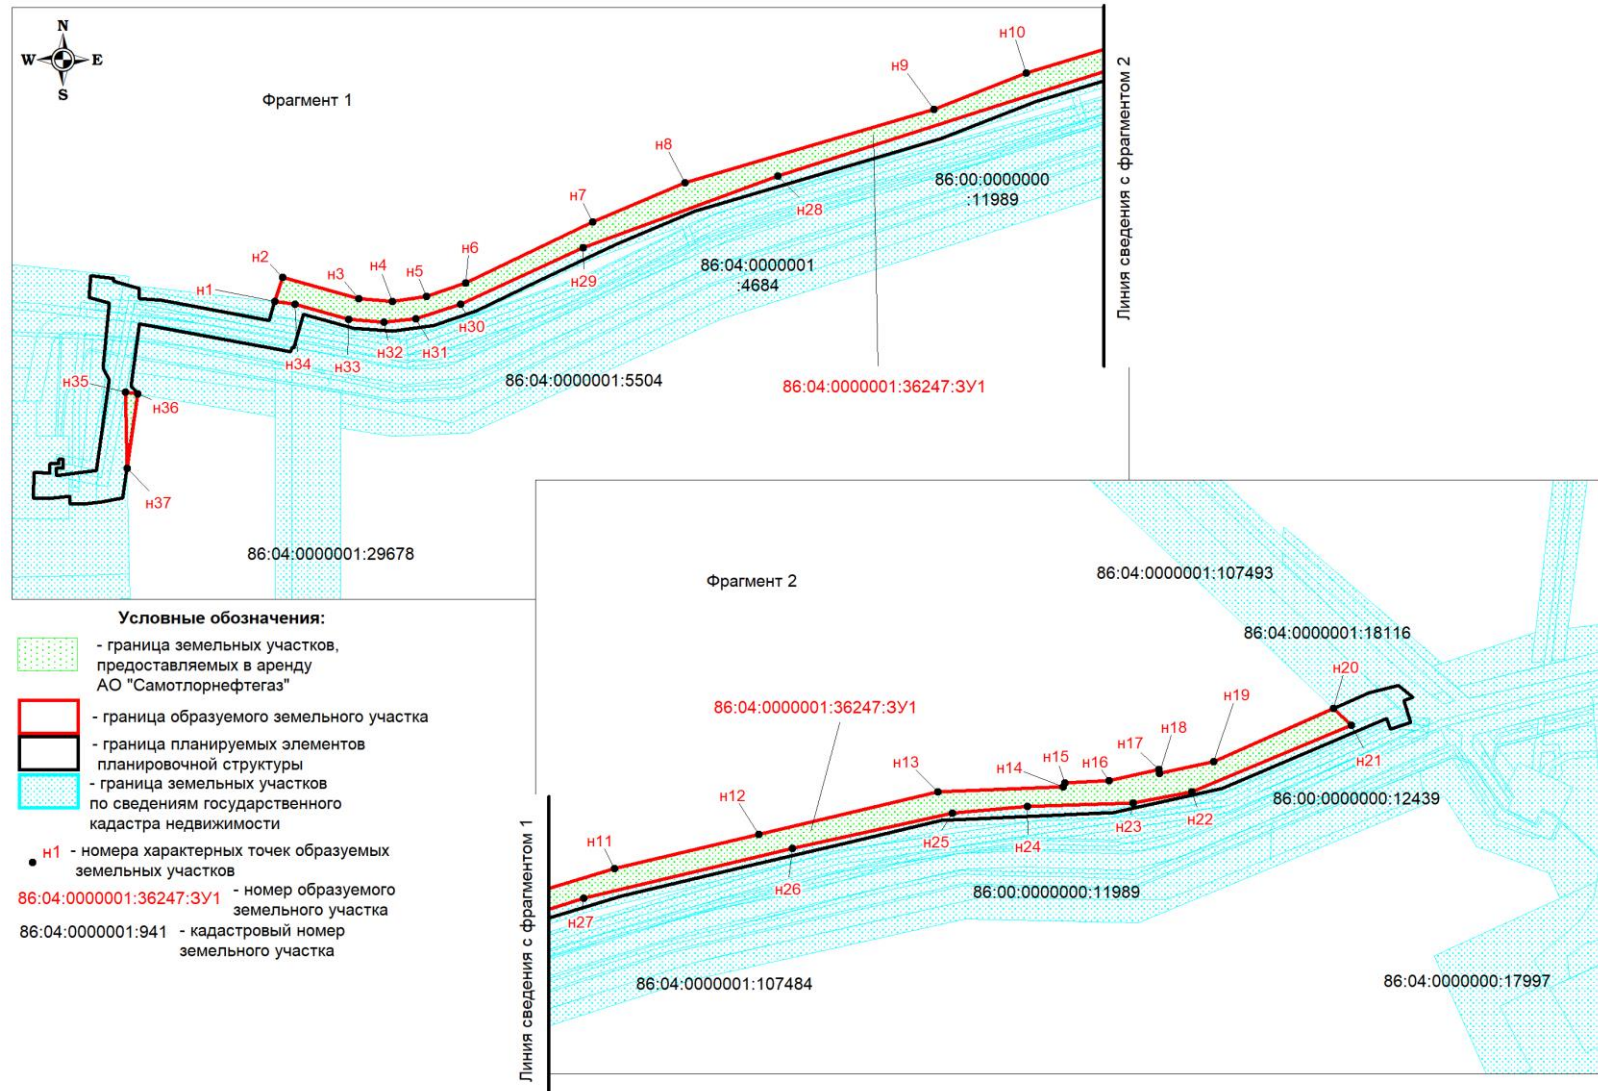 N
W
E
S
Фрагмент 1
н1
н2
н3
н4
н5
н6
н7
н8
н9
н10
н28
н29
н30
н31
н32
н33
н34
н35
н36
н37
86:00:0000000
:11989
86:04:0000001
:4684
86:04:0000001:5504
86:04:0000001:36247:ЗУ1
86:04:0000001:29678
Линия сведения с фрагментом 2
Условные обозначения:
- граница земельных участков,
предоставляемых в аренду
АО "Самотлорнефтегаз"
- граница образуемого земельного участка
- граница планируемых элементов
планировочной структуры
- граница земельных участков
по сведениям государственного
кадастра недвижимости
н1 - номера характерных точек образуемых
земельных участков
86:04:0000001:36247:ЗУ1 - номер образуемого
земельного участка
86:04:0000001:941 - кадастровый номер
земельного участка
Фрагмент 2
86:04:0000001:107493
86:04:0000001:18116
86:04:0000001:36247:ЗУ1
н11
н12
н13
н14
н15
н16
н17
н18
н19
н20
н21
н22
н23
н24
н25
н26
н27
86:00:0000000:12439
86:00:0000000:11989
86:04:0000001:107484
86:04:0000000:17997
Линия сведения с фрагментом 1